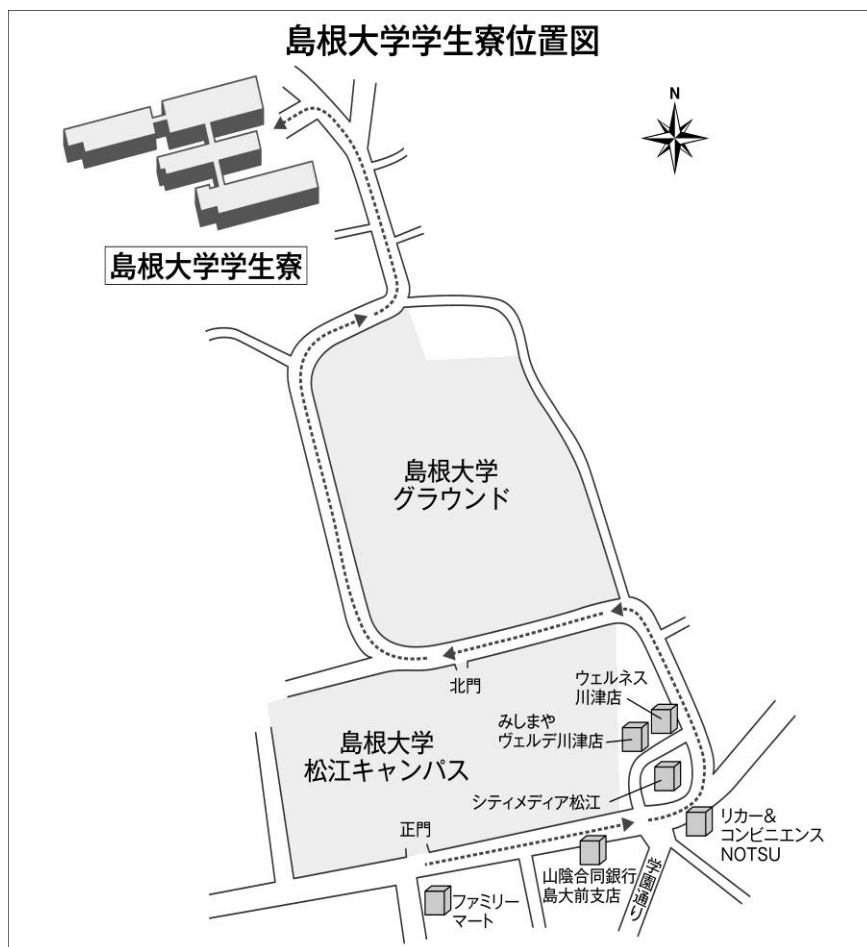 島根大学学生寮位置図
N
島根大学学生寮
島根大学
グラウンド
北門
ウェルネス
川津店
みしまや
ヴェルデ川津店
島根大学
松江キャンパス
シティメディア松江
正門
リカー&
コンビニエンス
NOTSU
山陰合同銀行
島大前支店
学園通り
ファミリー
マート